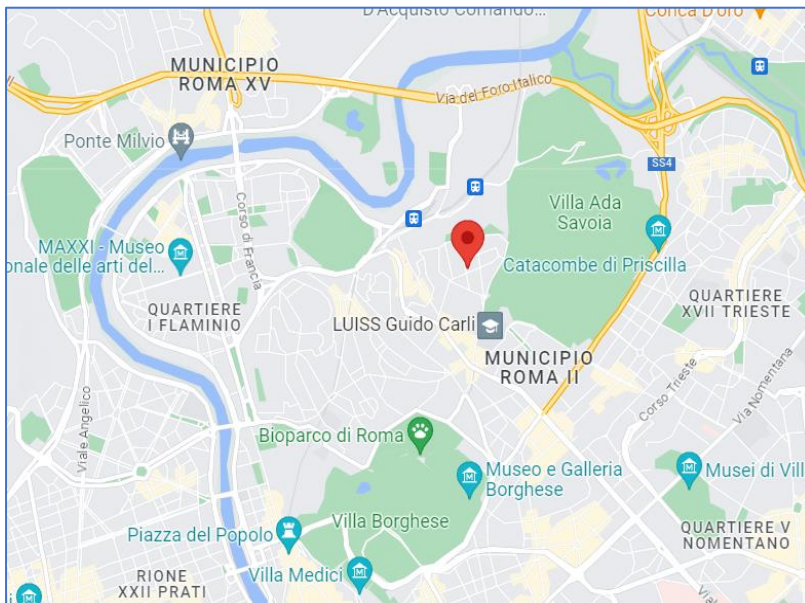 D'Acquisto Comando...
Conca D'oro
MUNICIPIO
ROMA XV
Via del Foro Italico
Ponte Milvio
SS4
Villa Ada
Savoia
Corso di Francia
MAXXI - Museo
onale delle arti del...
Catacombe di Priscilla
QUARTIERE
I FLAMINIO
QUARTIERE
XVII TRIESTE
LUISS Guido Carli
MUNICIPIO
ROMA II
Viale Angelico
Corso Trieste
Via Nomentana
Bioparco di Roma
Museo e Galleria
Borghese
Musei di Vill
Villa Borghese
Piazza del Popolo
QUARTIERE V
NOMENTANO
RIONE
XXII PRATI
Villa Medici
Viale